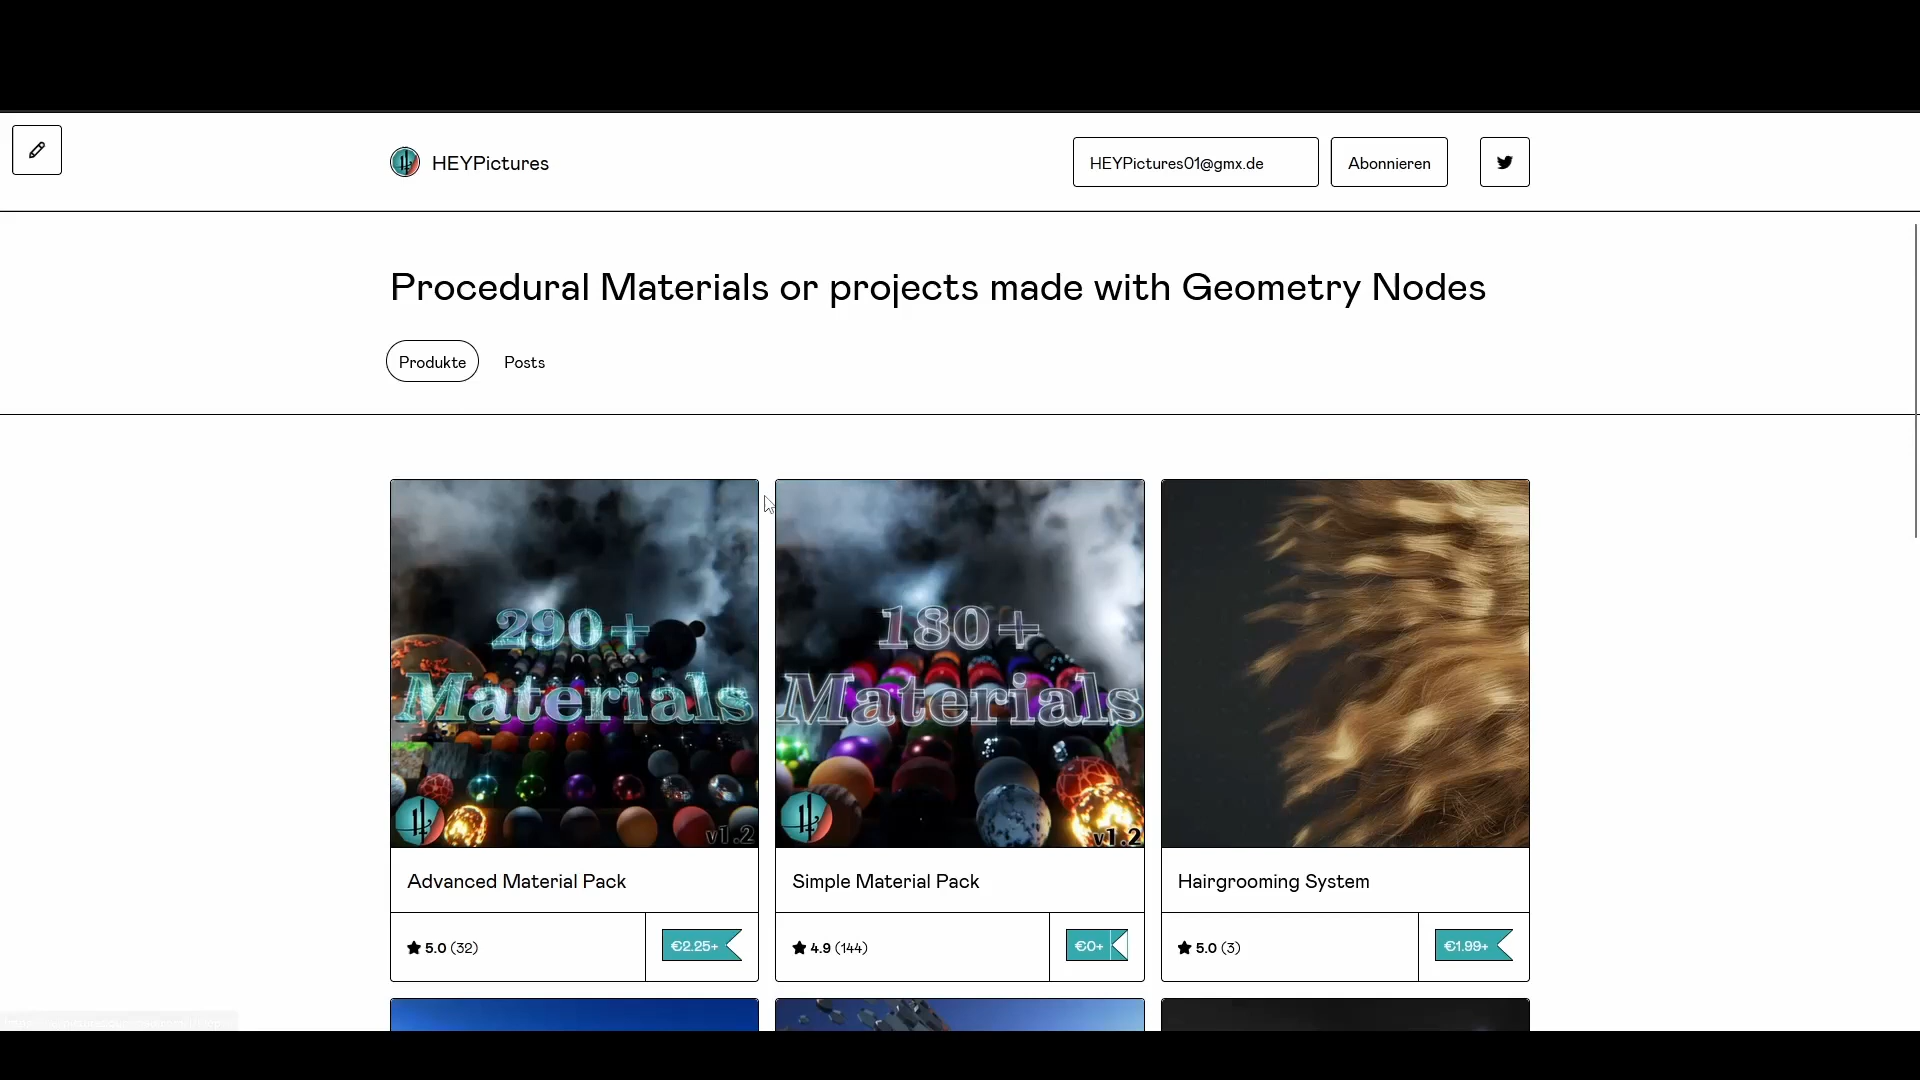 HEYPictures
HEYPictures01@gmx.de
Abonnieren
Procedural Materials or projects made with Geometry Nodes
Produkte
Posts
290+
Materials
v1.2
180+
Materials
v1.2
Advanced Material Pack
Simple Material Pack
Hairgrooming System
5.0 (32)
€2.25+
4.9 (144)
€0+
5.0 (3)
€1.99+